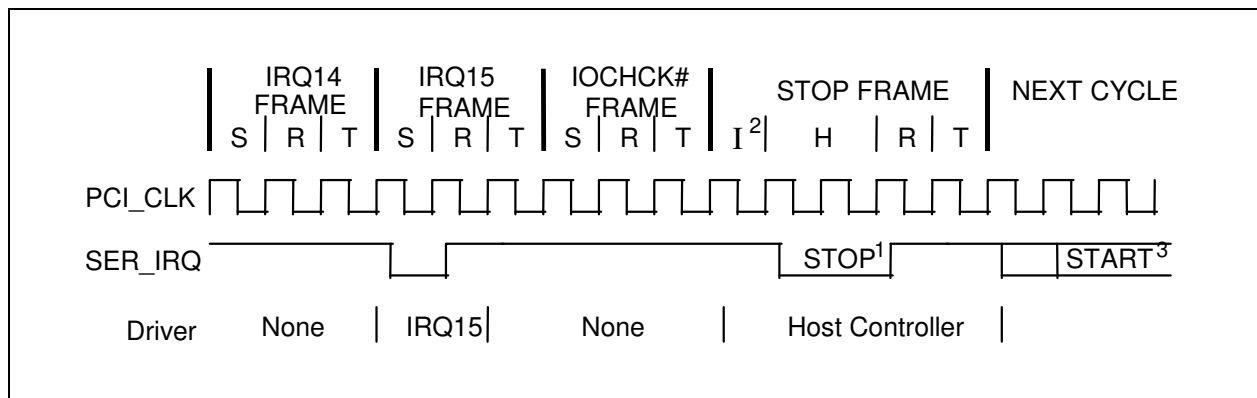 IRQ14 FRAME IRQ15 FRAME IOCHCK# FRAME STOP FRAME NEXT CYCLE
S R T S R T S R T I² H R T
PCI_CLK
SER_IRQ STOP¹ START³
Driver None IRQ15 None Host Controller